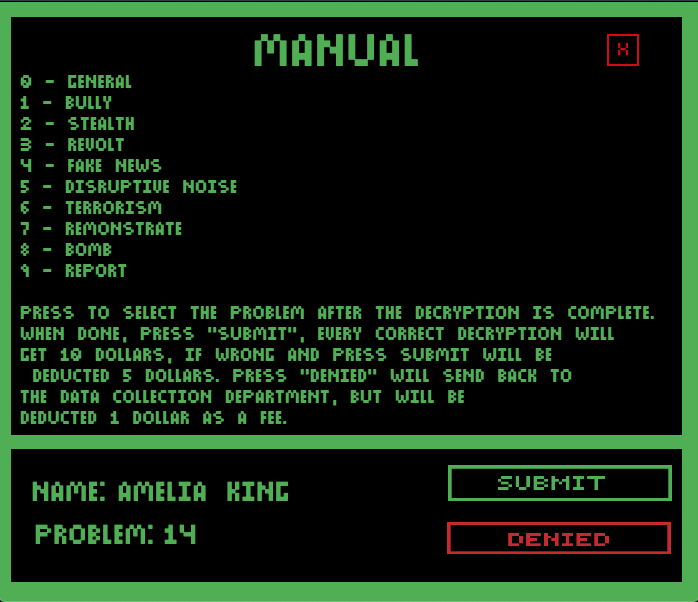 MANUAL
X
0 - GENERAL
1 - BULLY
2 - STEALTH
3 - REVOLT
4 - FAKE NEWS
5 - DISRUPTIVE NOISE
6 - TERRORISM
7 - REMONSTRATE
8 - BOMB
9 - REPORT
PRESS TO SELECT THE PROBLEM AFTER THE DECRYPTION IS COMPLETE.
WHEN DONE, PRESS "SUBMIT", EVERY CORRECT DECRYPTION WILL
GET 10 DOLLARS, IF WRONG AND PRESS SUBMIT WILL BE
DEDUCTED 5 DOLLARS. PRESS "DENIED" WILL SEND BACK TO
THE DATA COLLECTION DEPARTMENT, BUT WILL BE
DEDUCTED 1 DOLLAR AS A FEE.
NAME: AMELIA KING
SUBMIT
PROBLEM: 14
DENIED